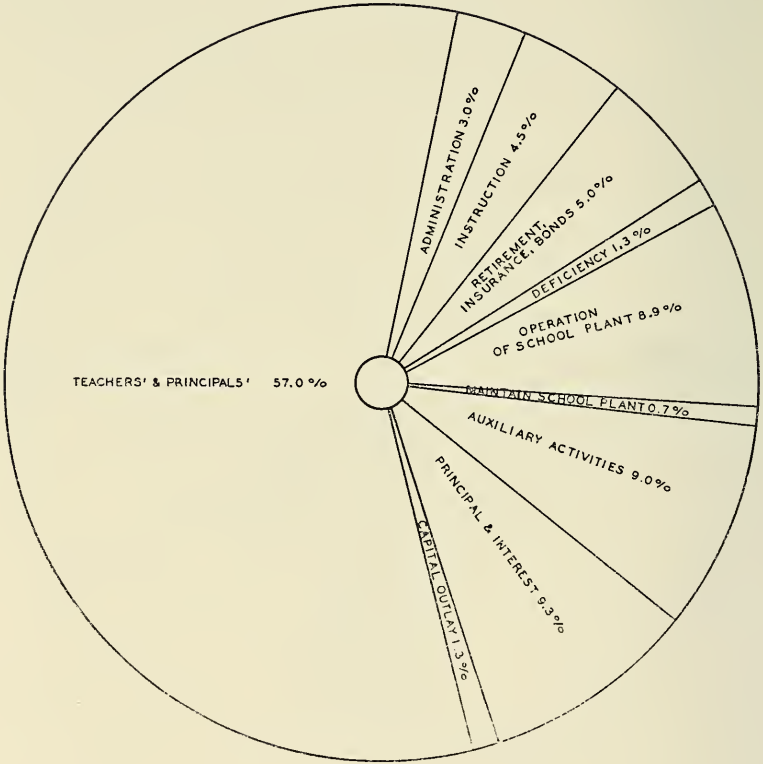 ADMINISTRATION 3.0%
INSTRUCTION 4.5%
RETIREMENT,
INSURANCE, BONDS 5.0%
DEFICIENCY 1.3%
OPERATION
OF SCHOOL PLANT 8.9%
TEACHERS' & PRINCIPALS' 57.0%
MAINTAIN SCHOOL PLANT 0.7%
AUXILIARY ACTIVITIES 9.0%
PRINCIPAL & INTEREST 9.3%
CAPITAL OUTLAY 1.3%